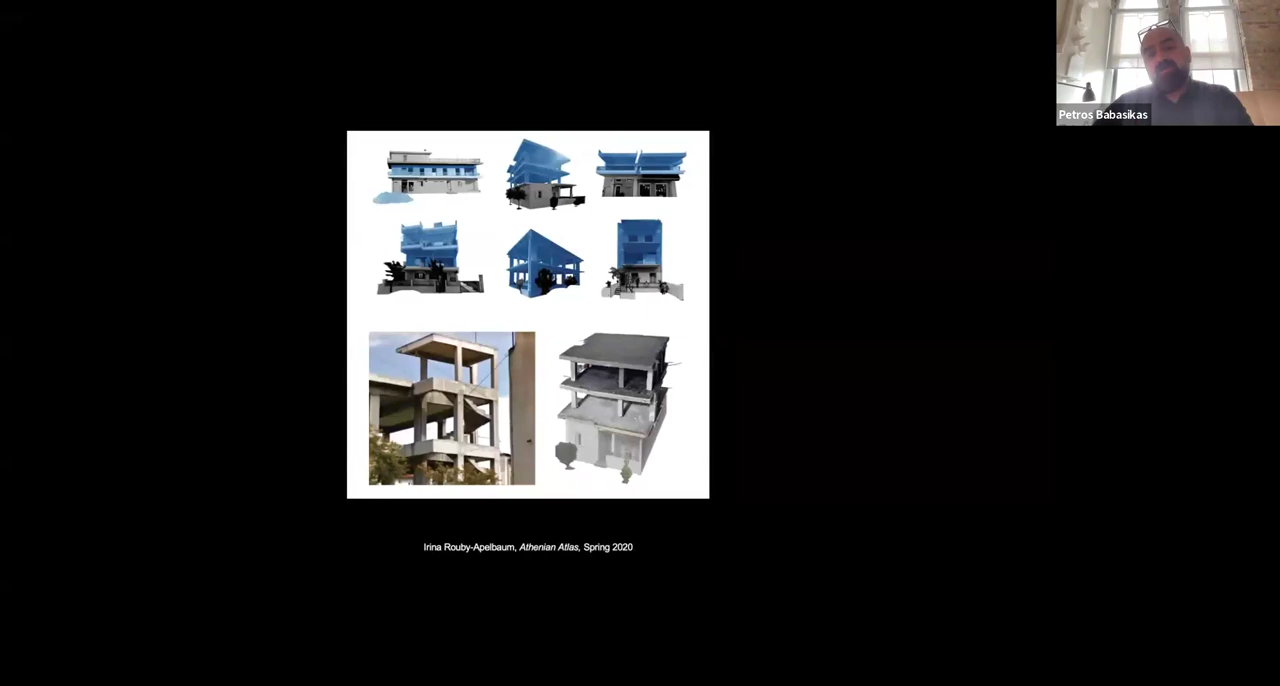 Petros Babasikas
Irina Rouby-Apelbaum, Athenian Atlas, Spring 2020